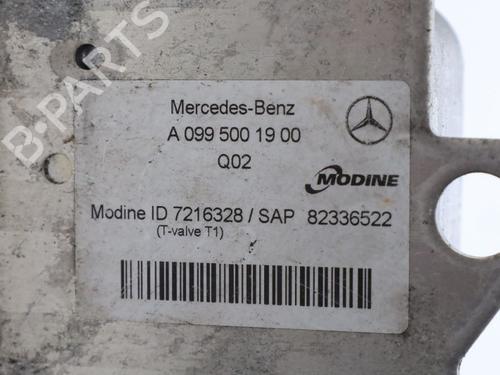 Mercedes-Benz
A 099 500 19 00
Q02
MODINE
Modine ID 7216328 / SAP 82336522
(T-valve T1)
B-PARTS